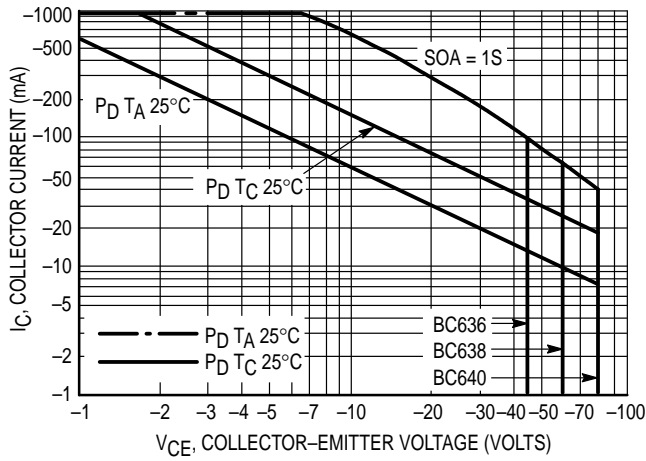 –1000
–500
–200
–100
–50
–20
–10
–5
–2
–1
IC, COLLECTOR CURRENT (mA)
SOA = 1S
PD TA 25°C
PD TC 25°C
PD TA 25°C
PD TC 25°C
BC636
BC638
BC640
–1 –2 –3 –4 –5 –7 –10 –20 –30 –40 –50 –70 –100
VCE, COLLECTOR–EMITTER VOLTAGE (VOLTS)